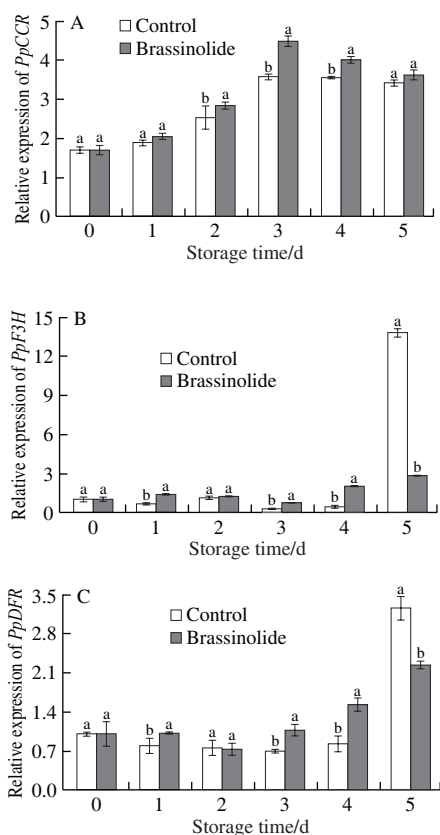 A
Control
Brassinolide
Relative expression of PpCCR
5
4
3
2
1
0
a a a a b a b a b a a a
0 1 2 3 4 5
Storage time/d
B
Control
Brassinolide
Relative expression of PpF3H
15
12
9
6
3
0
a a b a a a b a b a a b
0 1 2 3 4 5
Storage time/d
C
Control
Brassinolide
Relative expression of PpDFR
3.5
2.8
2.1
1.4
0.7
0.0
a a b a a a b a b a a b
0 1 2 3 4 5
Storage time/d